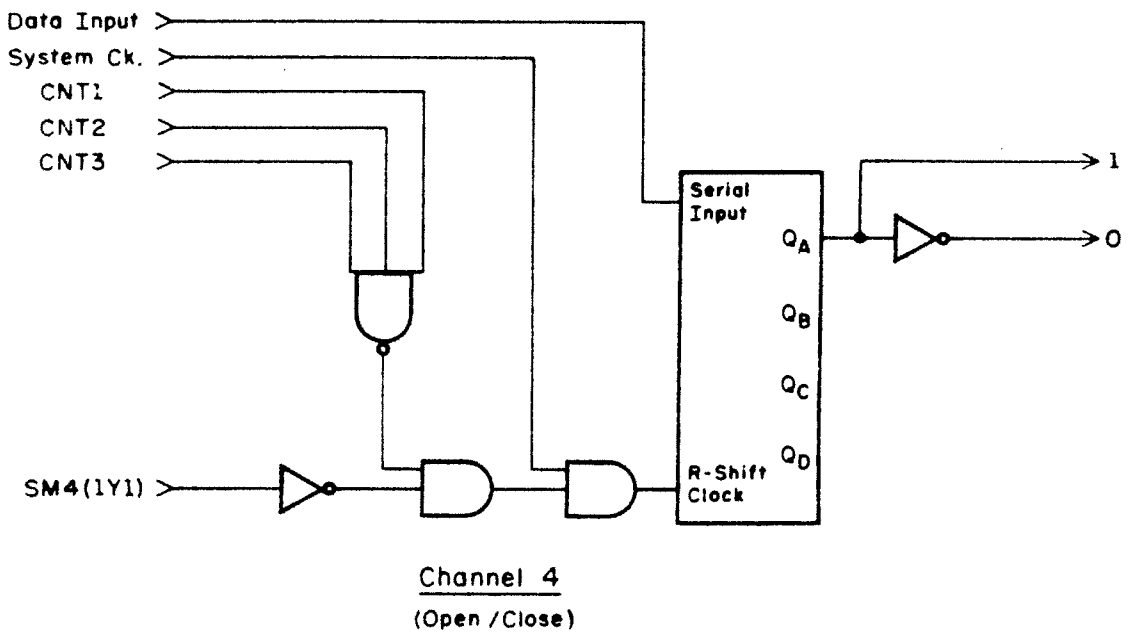 Data Input
System Ck.
CNT1
CNT2
CNT3
1
Serial
Input
QA
0
QB
QC
QD
SM4(1Y1)
R-Shift
Clock
Channel 4
(Open/Close)